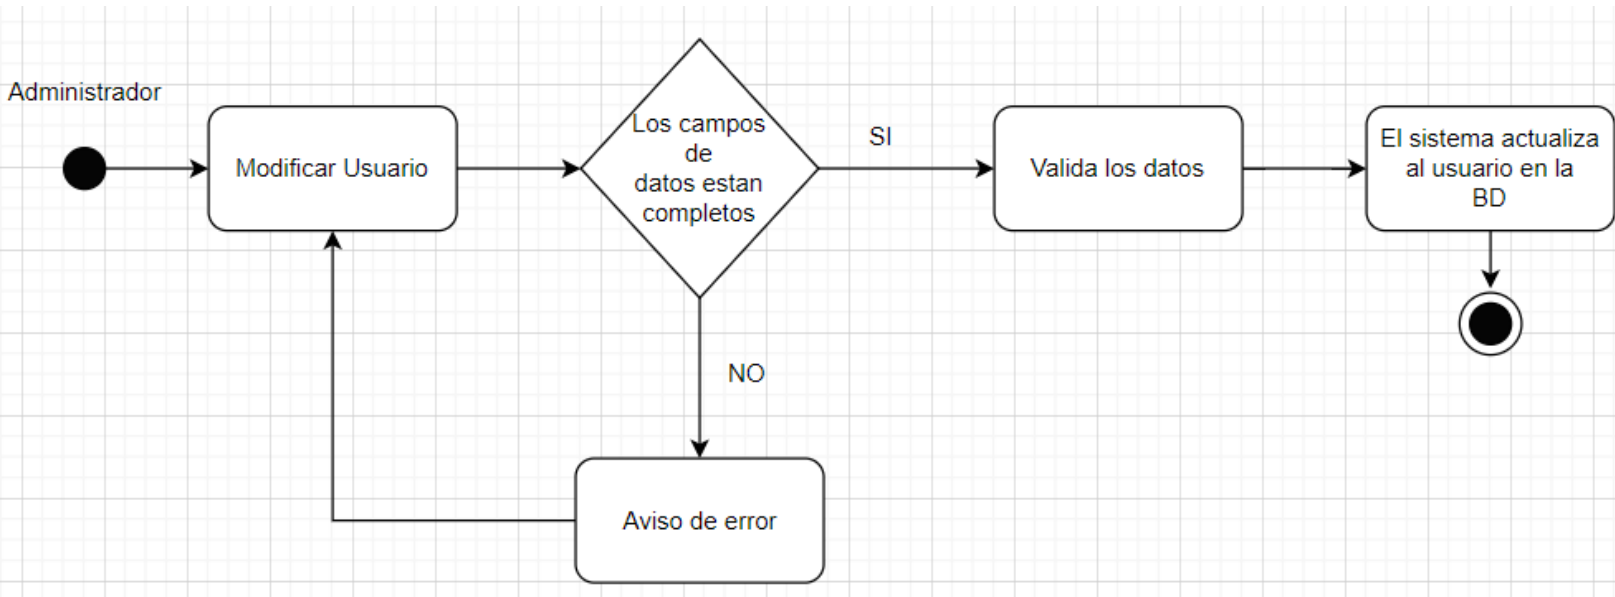 Administrador
Modificar Usuario
Los campos
de
datos estan
completos
SI
Valida los datos
El sistema actualiza
al usuario en la
BD
NO
Aviso de error